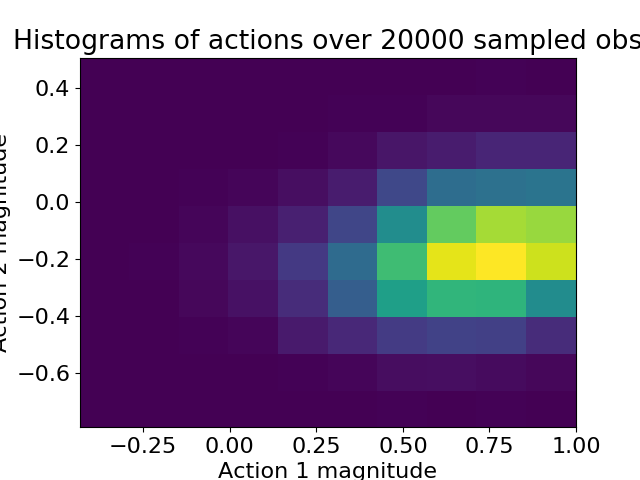 Histograms of actions over 20000 sampled obs
0.4
0.2
0.0
−0.2
−0.4
−0.6
Action 2 magnitude
−0.25 0.00 0.25 0.50 0.75 1.00
Action 1 magnitude